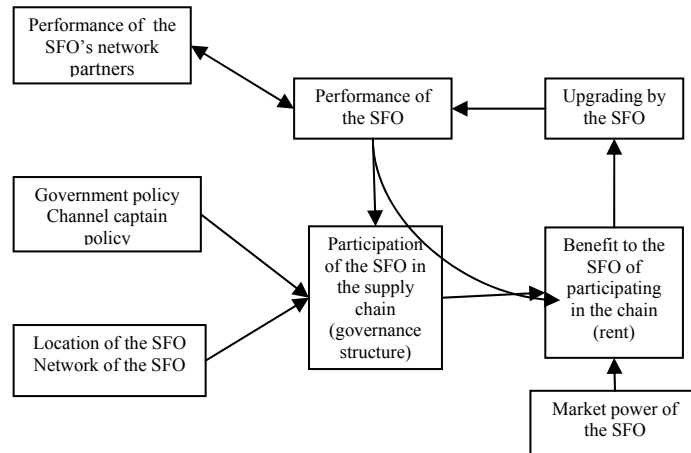 Performance of the
SFO's network
partners
Performance of
the SFO
Upgrading by
the SFO
Government policy
Channel captain
policy
Participation
of the SFO in
the supply
chain
(governance
structure)
Benefit to the
SFO of
participating
in the chain
(rent)
Location of the SFO
Network of the SFO
Market power of
the SFO